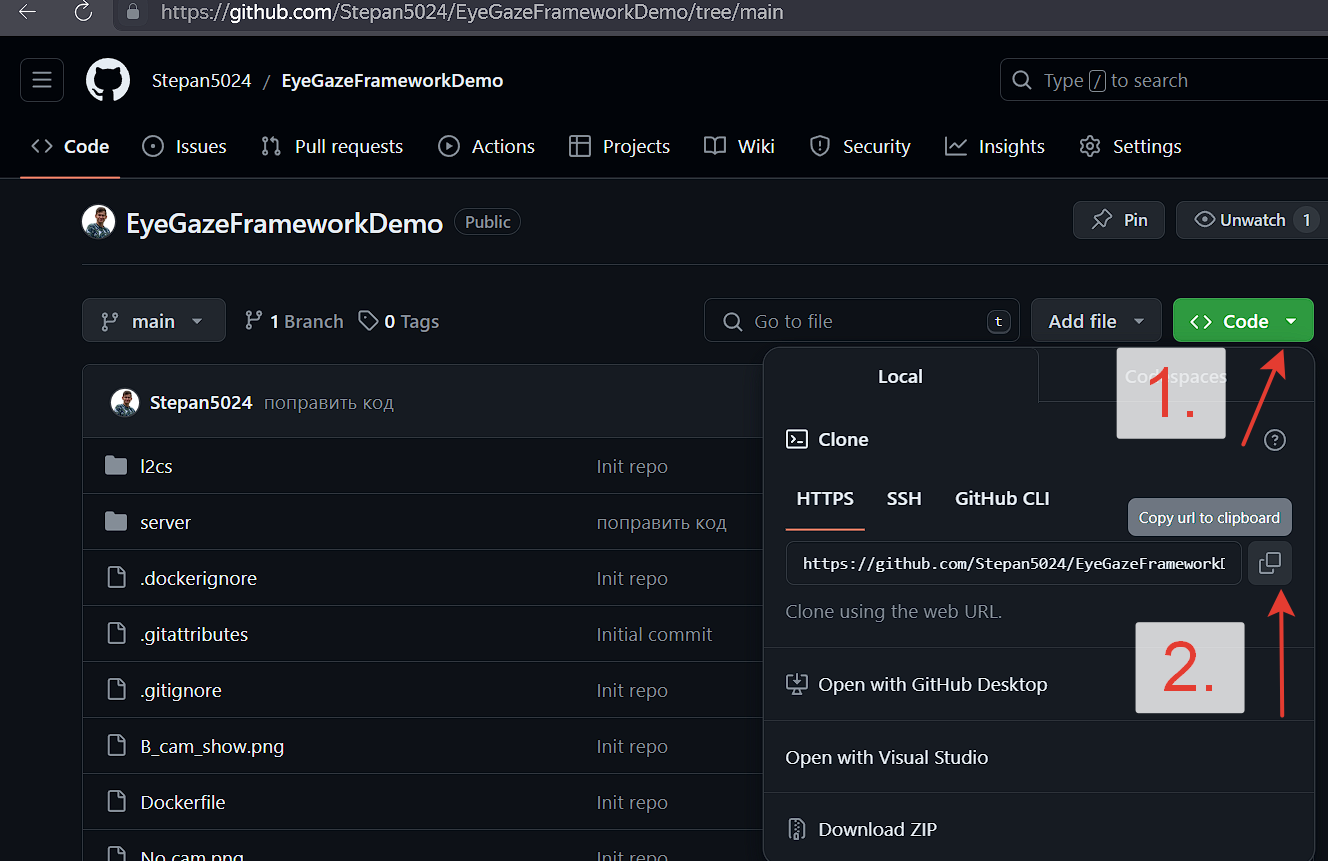 https://github.com/Stepan5024/EyeGazeFrameworkDemo/tree/main
Stepan5024 / EyeGazeFrameworkDemo
Type / to search
Code Issues Pull requests Actions Projects Wiki Security Insights Settings
EyeGazeFrameworkDemo Public
Pin Unwatch 1
main 1 Branch 0 Tags
Go to file t
Add file Code
Local Codespaces
1.
Stepan5024 поправить код
Clone
HTTPS SSH GitHub CLI
Copy url to clipboard
https://github.com/Stepan5024/EyeGazeFramework
Clone using the web URL.
2.
Open with GitHub Desktop
Open with Visual Studio
Download ZIP
l2cs Init repo
server поправить код
.dockerignore Init repo
.gitattributes Initial commit
.gitignore Init repo
B_cam_show.png Init repo
Dockerfile Init repo
No cam.png Init repo